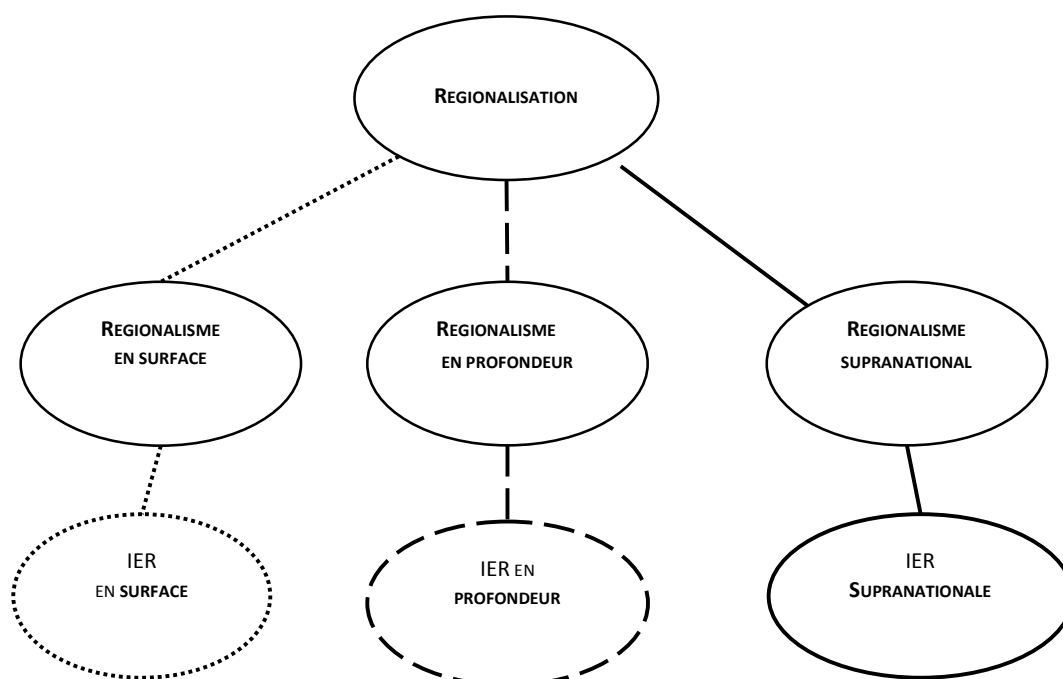 REGIONALISATION
REGIONALISME
EN SURFACE
REGIONALISME
EN PROFONDEUR
REGIONALISME
SUPRANATIONAL
IER
EN SURFACE
IER EN
PROFONDEUR
IER
SUPRANATIONALE